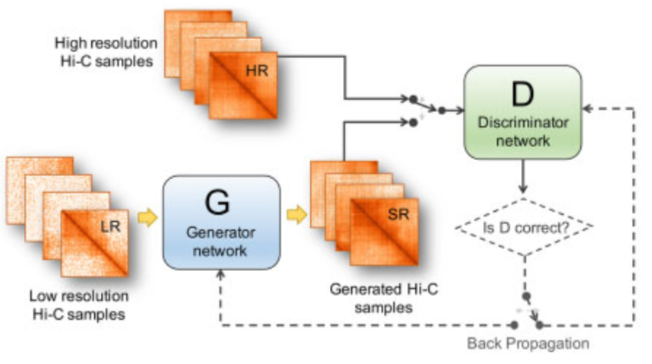 High resolution
Hi-C samples
HR
D
Discriminator
network
LR
G
Generator
network
SR
Is D correct?
Low resolution
Hi-C samples
Generated Hi-C
samples
Back Propagation